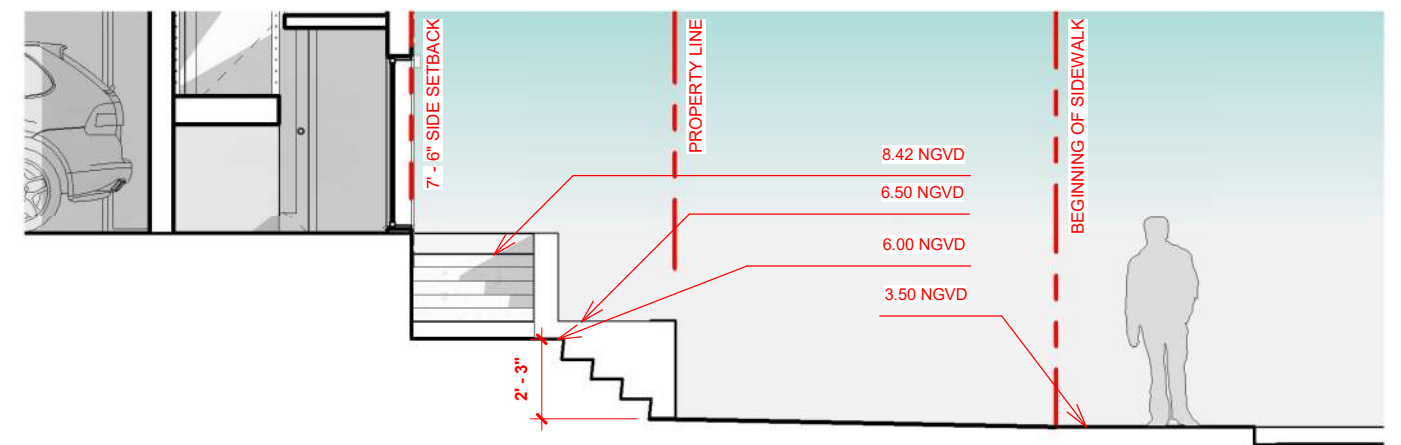 7' - 6" SIDE SETBACK
PROPERTY LINE
BEGINNING OF SIDEWALK
8.42 NGVD
6.50 NGVD
6.00 NGVD
3.50 NGVD
2' - 3"